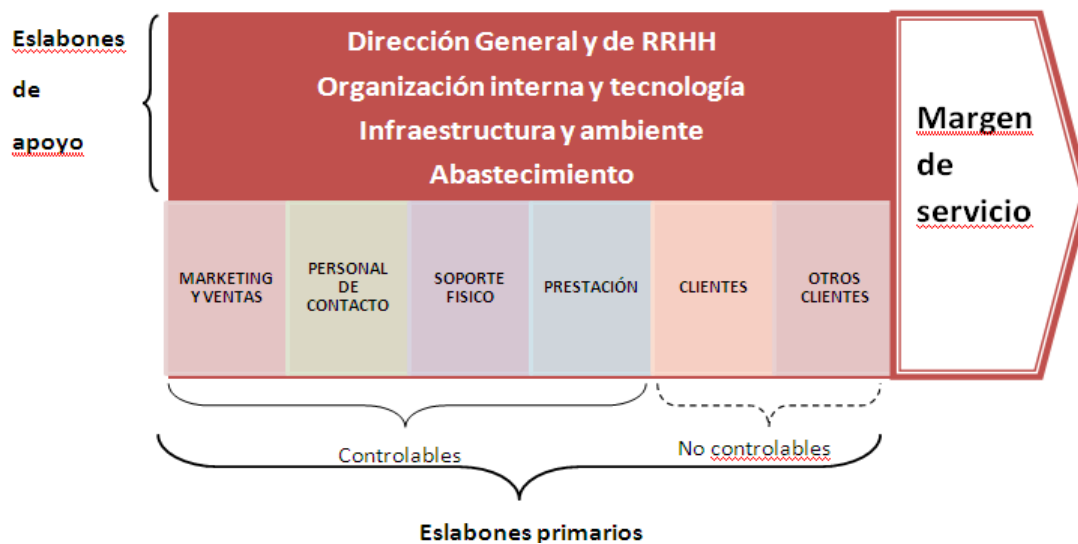 Eslabones
de
apoyo
Dirección General y de RRHH
Organización interna y tecnología
Infraestructura y ambiente
Abastecimiento
Margen
de
servicio
MARKETING
Y VENTAS
PERSONAL
DE
CONTACTO
SOPORTE
FISICO
PRESTACIÓN
CLIENTES
OTROS
CLIENTES
Controlables
No controlables
Eslabones primarios